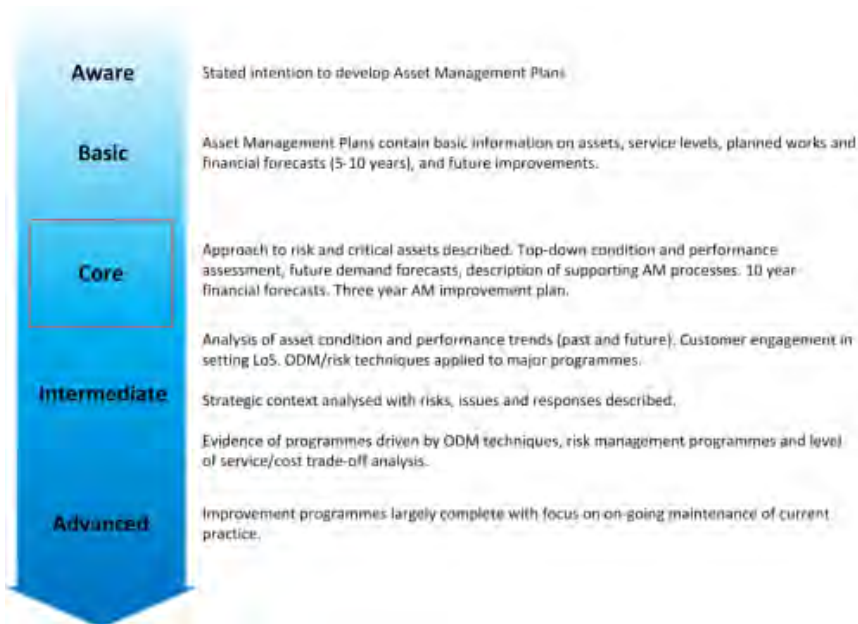 Aware
Stated intention to develop Asset Management Plans
Basic
Asset Management Plans contain basic information on assets, service levels, planned works and
financial forecasts (5-10 years), and future improvements.
Core
Approach to risk and critical assets described. Top-down condition and performance
assessment, future demand forecasts, description of supporting AM processes. 10 year
financial forecasts. Three year AM improvement plan.
Analysis of asset condition and performance trends (past and future). Customer engagement in
setting LoS. ODM/risk techniques applied to major programmes.
Intermediate
Strategic context analysed with risks, issues and responses described.
Evidence of programmes driven by ODM techniques, risk management programmes and level
of service/cost trade-off analysis.
Advanced
Improvement programmes largely complete with focus on on-going maintenance of current
practice.